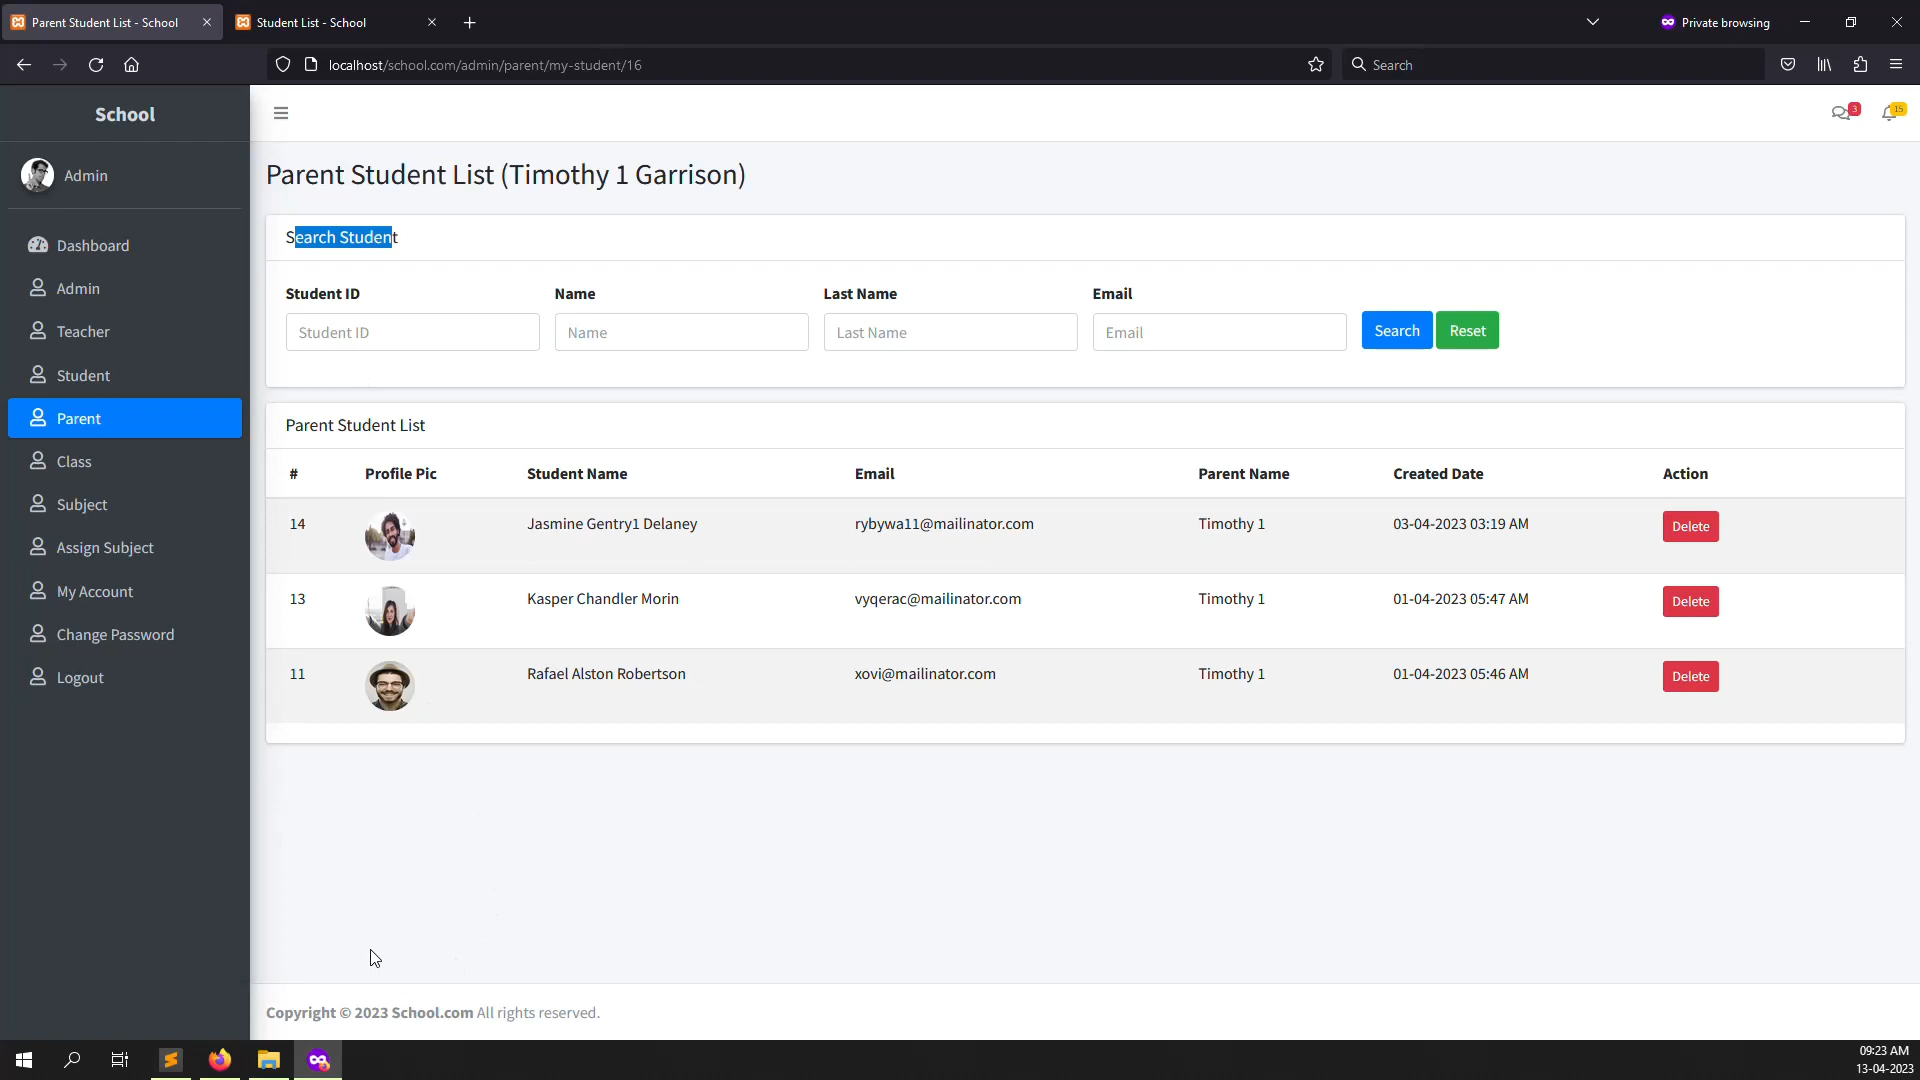 Parent Student List - School
Student List - School
Private browsing
localhost/school.com/admin/parent/my-student/16
Search
School
3
15
Admin
Dashboard
Admin
Teacher
Student
Parent
Class
Subject
Assign Subject
My Account
Change Password
Logout
Parent Student List (Timothy 1 Garrison)
Search Student
Student ID Name Last Name Email
Student ID Name Last Name Email Search Reset
Parent Student List
# Profile Pic Student Name Email Parent Name Created Date Action
14 Jasmine Gentry1 Delaney rybywa11@mailinator.com Timothy 1 03-04-2023 03:19 AM Delete
13 Kasper Chandler Morin vyqerac@mailinator.com Timothy 1 01-04-2023 05:47 AM Delete
11 Rafael Alston Robertson xovi@mailinator.com Timothy 1 01-04-2023 05:46 AM Delete
Copyright © 2023 School.com All rights reserved.
09:23 AM
13-04-2023